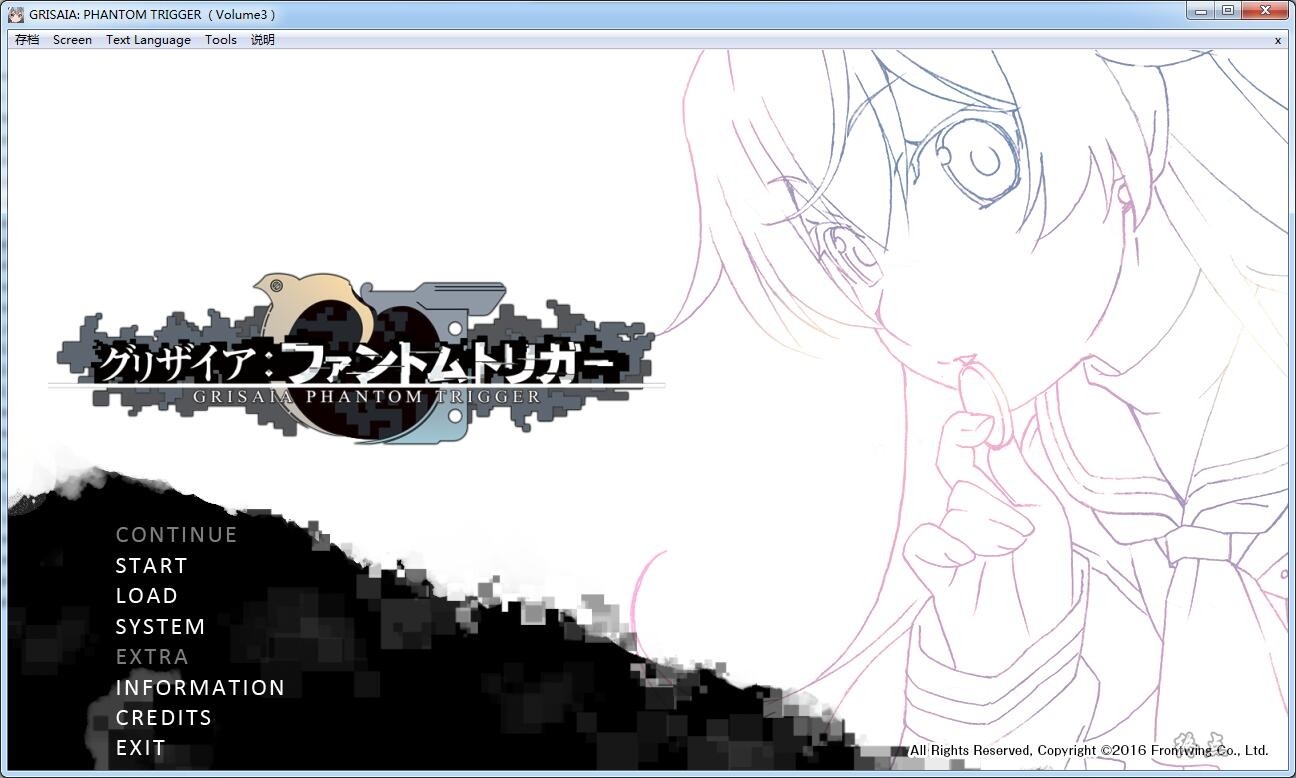 GRISAIA: PHANTOM TRIGGER ( Volume3 )
存档 Screen Text Language Tools 说明 x
グリザイア：ファントムトリガー
GRISAIA PHANTOM TRIGGER
CONTINUE
START
LOAD
SYSTEM
EXTRA
INFORMATION
CREDITS
EXIT
All Rights Reserved, Copyright ©2016 Frontwing Co., Ltd.